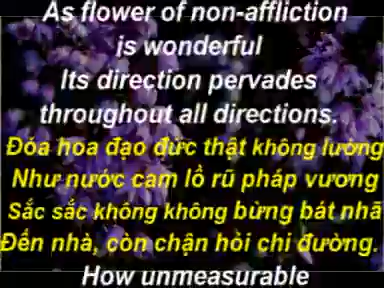 As flower of non-affliction
is wonderful
Its direction pervades
throughout all directions.
Đóa hoa đạo đức thật không lường
Như nước cam lồ rũ pháp vương
Sắc sắc không không bừng bát nhã
Đến nhà, còn chận hỏi chi đường.
How unmeasurable